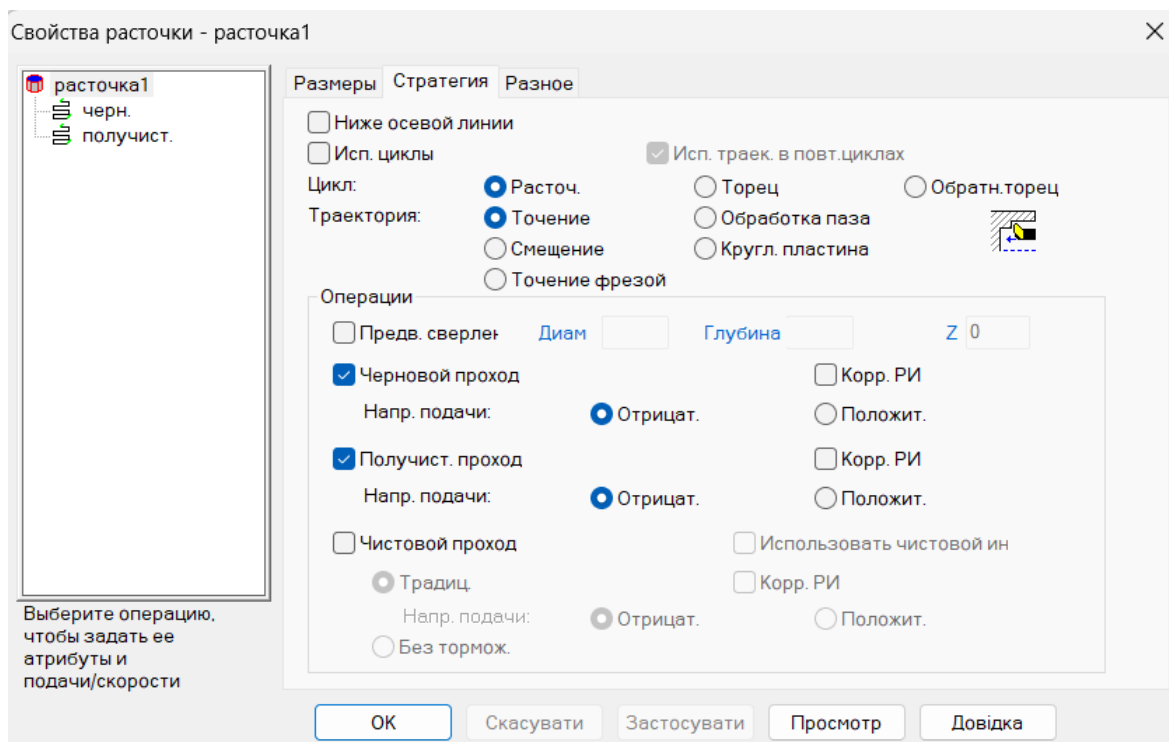 Свойства расточки - расточка1
расточка1
черн.
получист.
Выберите операцию,
чтобы задать ее
атрибуты и
подачи/скорости
Размеры Стратегия Разное
Ниже осевой линии
Исп. циклы Исп. траек. в повт.циклах
Цикл: Расточ. Торец Обратн.торец
Траектория: Точение Обработка паза
Смещение Кругл. пластина
Точение фрезой
Операции
Предв. сверлен Диам Глубина Z 0
Черновой проход Корр. РИ
Напр. подачи: Отрицат. Положит.
Получист. проход Корр. РИ
Напр. подачи: Отрицат. Положит.
Чистовой проход Использовать чистовой ин
Традиц. Корр. РИ
Напр. подачи: Отрицат. Положит.
Без тормож.
OK Скасувати Застосувати Просмотр Довідка